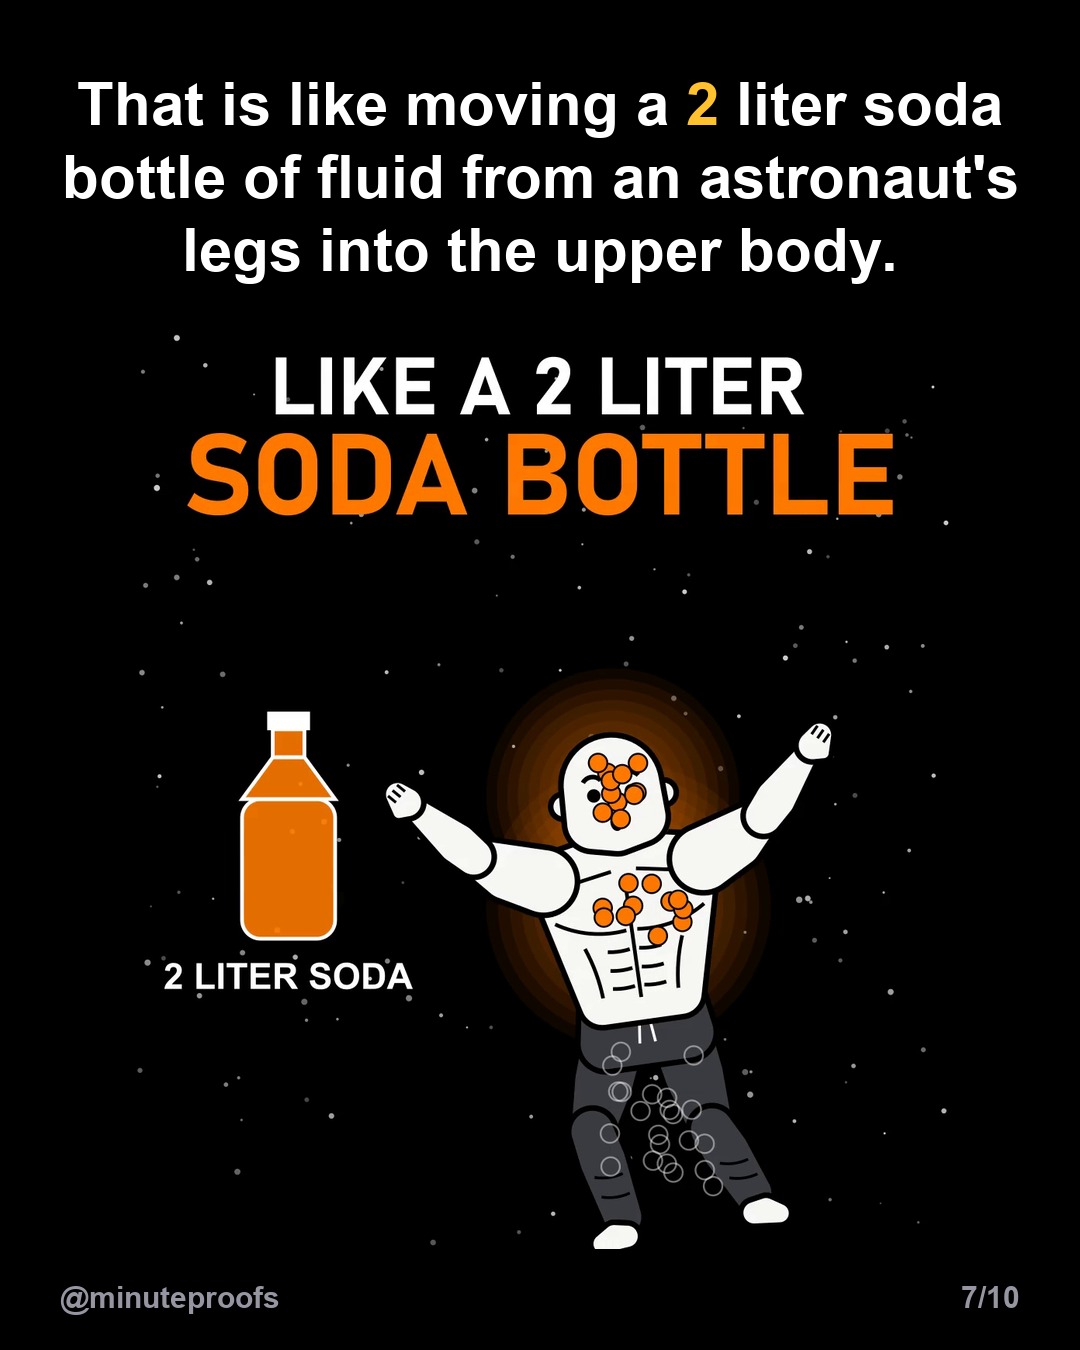 That is like moving a 2 liter soda
bottle of fluid from an astronaut's
legs into the upper body.
LIKE A 2 LITER
SODA BOTTLE
2 LITER SODA
@minuteproofs
7/10